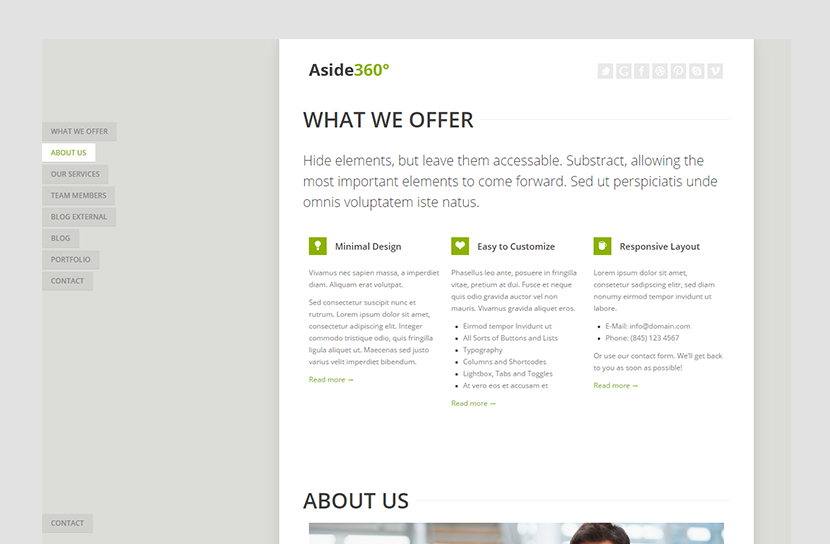 Aside360°
WHAT WE OFFER
ABOUT US
OUR SERVICES
TEAM MEMBERS
BLOG EXTERNAL
BLOG
PORTFOLIO
CONTACT
CONTACT
WHAT WE OFFER
Hide elements, but leave them accessable. Substract, allowing the
most important elements to come forward. Sed ut perspiciatis unde
omnis voluptatem iste natus.
Minimal Design
Vivamus nec sapien massa, a imperdiet
diam. Aliquam erat volutpat.
Sed consectetur suscipit nunc et
rutrum. Lorem ipsum dolor sit amet,
consectetur adipiscing elit. Integer
commodo tristique odio, quis fringilla
ligula aliquet ut. Maecenas sed justo
varius velit imperdiet bibendum.
Read more →
Easy to Customize
Phasellus leo ante, posuere in fringilla
vitae, pretium at dui. Fusce et neque
quis odio gravida auctor vel non
mauris. Vivamus gravida aliquet eros.
• Eirmod tempor Invidunt ut
• All Sorts of Buttons and Lists
• Typography
• Columns and Shortcodes
• Lightbox, Tabs and Toggles
• At vero eos et accusam et
Read more →
Responsive Layout
Lorem ipsum dolor sit amet,
consetetur sadipscing elitr, sed diam
nonumy eirmod tempor invidunt ut
labore.
• E-Mail: info@domain.com
• Phone: (845) 123 4567
Or use our contact form. We'll get back
to you as soon as possible!
Read more →
ABOUT US